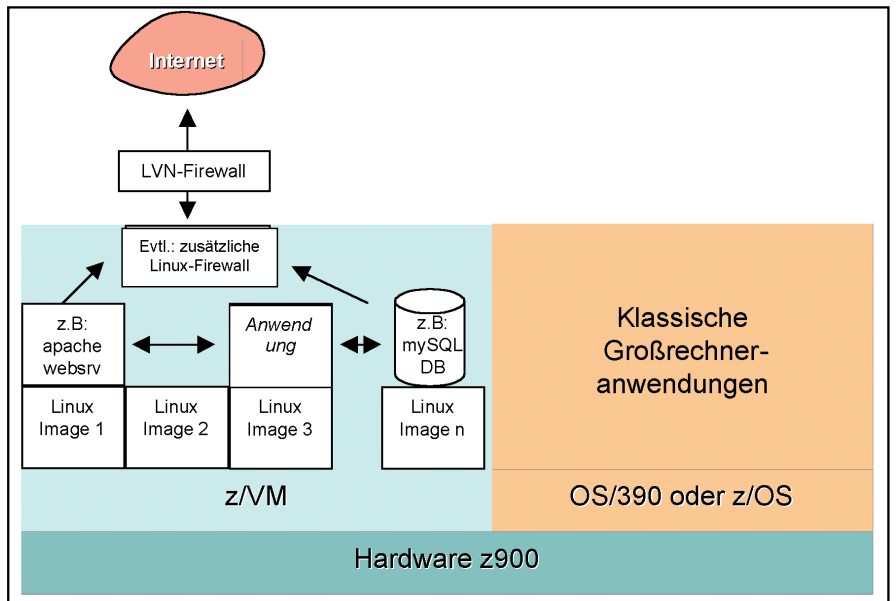 Internet
LVN-Firewall
Evtl.: zusätzliche
Linux-Firewall
z.B:
apache
websrv
Anwend
ung
z.B:
mySQL
DB
Linux
Image 1
Linux
Image 2
Linux
Image 3
Linux
Image n
Klassische
Großrechner-
anwendungen
z/VM
OS/390 oder z/OS
Hardware z900